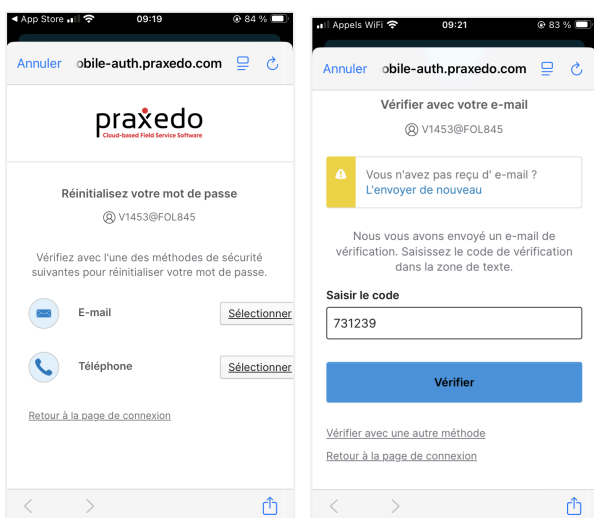 App Store
09:19
84 %
Annuler
obile-auth.praxedo.com
praxedo
Cloud-based Field Service Software
Réinitialisez votre mot de passe
V1453@FOL845
Vérifiez avec l'une des méthodes de sécurité
suivantes pour réinitialiser votre mot de passe.
E-mail
Sélectionner
Téléphone
Sélectionner
Retour à la page de connexion
Appels WiFi
09:21
83 %
Annuler
obile-auth.praxedo.com
Vérifier avec votre e-mail
V1453@FOL845
Vous n'avez pas reçu d' e-mail ?
L'envoyer de nouveau
Nous vous avons envoyé un e-mail de
vérification. Saisissez le code de vérification
dans la zone de texte.
Saisir le code
731239
Vérifier
Vérifier avec une autre méthode
Retour à la page de connexion